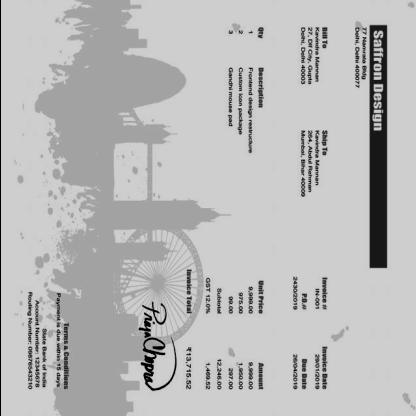 Saffron Design
77 Namrata Bldg
Delhi, Delhi 400077
Bill To
Kavindra Mannan
27, Dlf City, Gupta
Delhi, Delhi 40003
Ship To
Kavindra Mannan
264, Abdul Rehman
Mumbai, Bihar 40009
Invoice # IN-001
Invoice Date 29/01/2019
P.O.# 2430/2019
Due Date 26/04/2019
Qty Description Unit Price Amount
1 Frontend design restructure 9,999.00 9,999.00
2 Custom icon package 975.00 1,950.00
3 Gandhi mouse pad 99.00 297.00
Subtotal 12,246.00
GST 12.0% 1,469.52
Invoice Total ₹13,715.52
Priya Chopra
Terms & Conditions
Payment is due within 15 days
State Bank of India
Account Number: 12345678
Routing Number: 09876543210